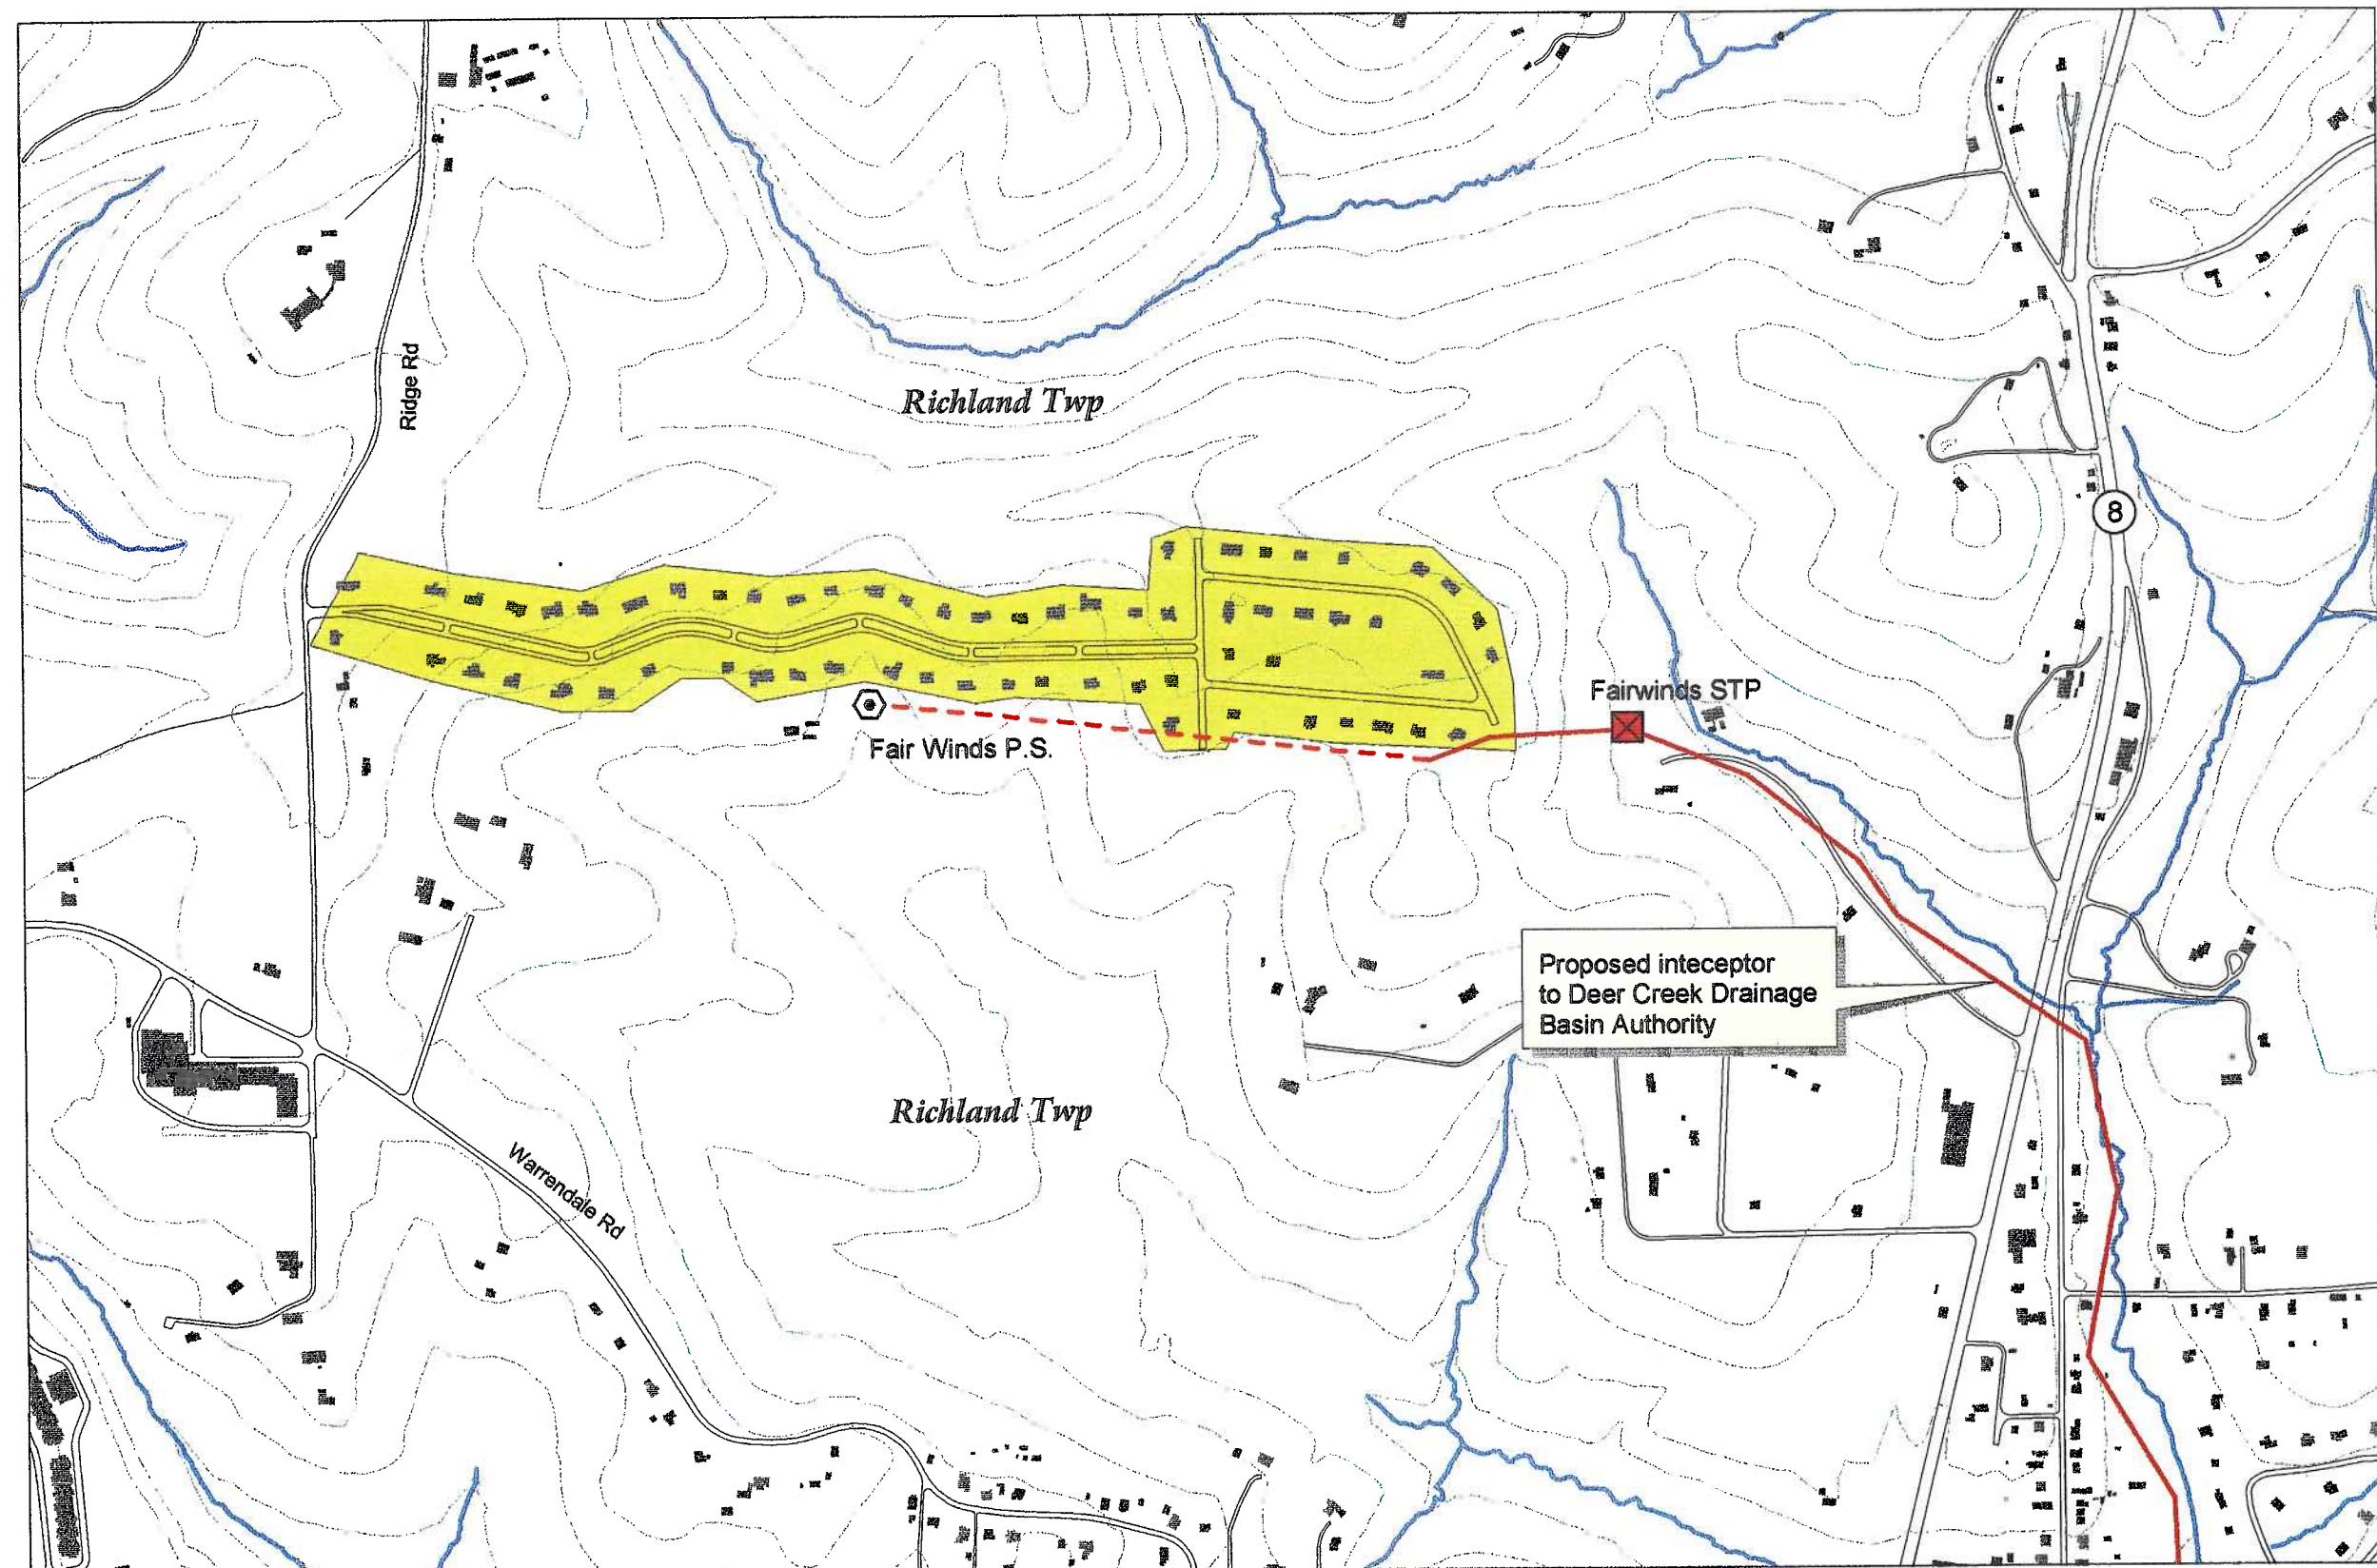 Ridge Rd
Richland Twp
8
Fairwinds STP
Fair Winds P.S.
Proposed inteceptor
to Deer Creek Drainage
Basin Authority
Richland Twp
Warrendale Rd